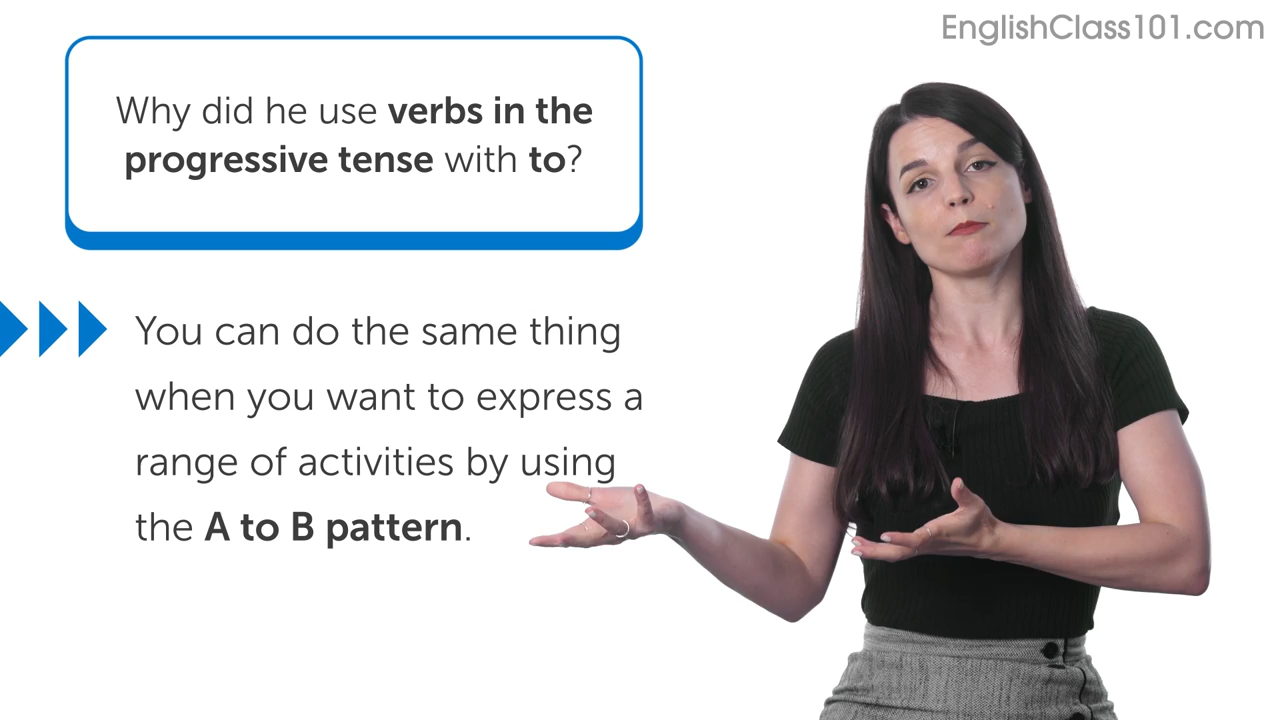 EnglishClass101.com
Why did he use verbs in the
progressive tense with to?
You can do the same thing
when you want to express a
range of activities by using
the A to B pattern.